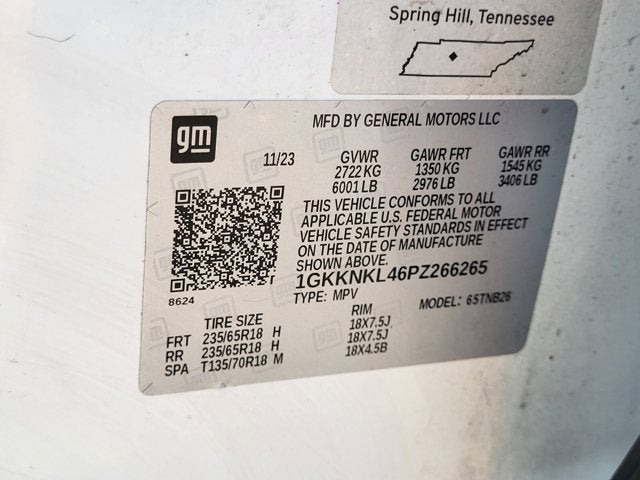 Spring Hill, Tennessee
gm
MFD BY GENERAL MOTORS LLC
11/23 GVWR GAWR FRT GAWR RR
2722 KG 1350 KG 1545 KG
6001 LB 2976 LB 3406 LB
THIS VEHICLE CONFORMS TO ALL
APPLICABLE U.S. FEDERAL MOTOR
VEHICLE SAFETY STANDARDS IN EFFECT
ON THE DATE OF MANUFACTURE
SHOWN ABOVE.
1GKKNKL46PZ266265
8624
TYPE: MPV MODEL: 6STNB26
TIRE SIZE RIM
FRT 235/65R18 H 18X7.5J
RR 235/65R18 H 18X7.5J
SPA T135/70R18 M 18X4.5B